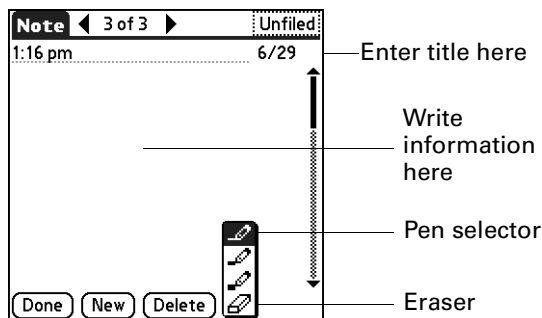 Note 3 of 3 Unfiled
1:16 pm 6/29
Enter title here
Write
information
here
Pen selector
Done New Delete
Eraser